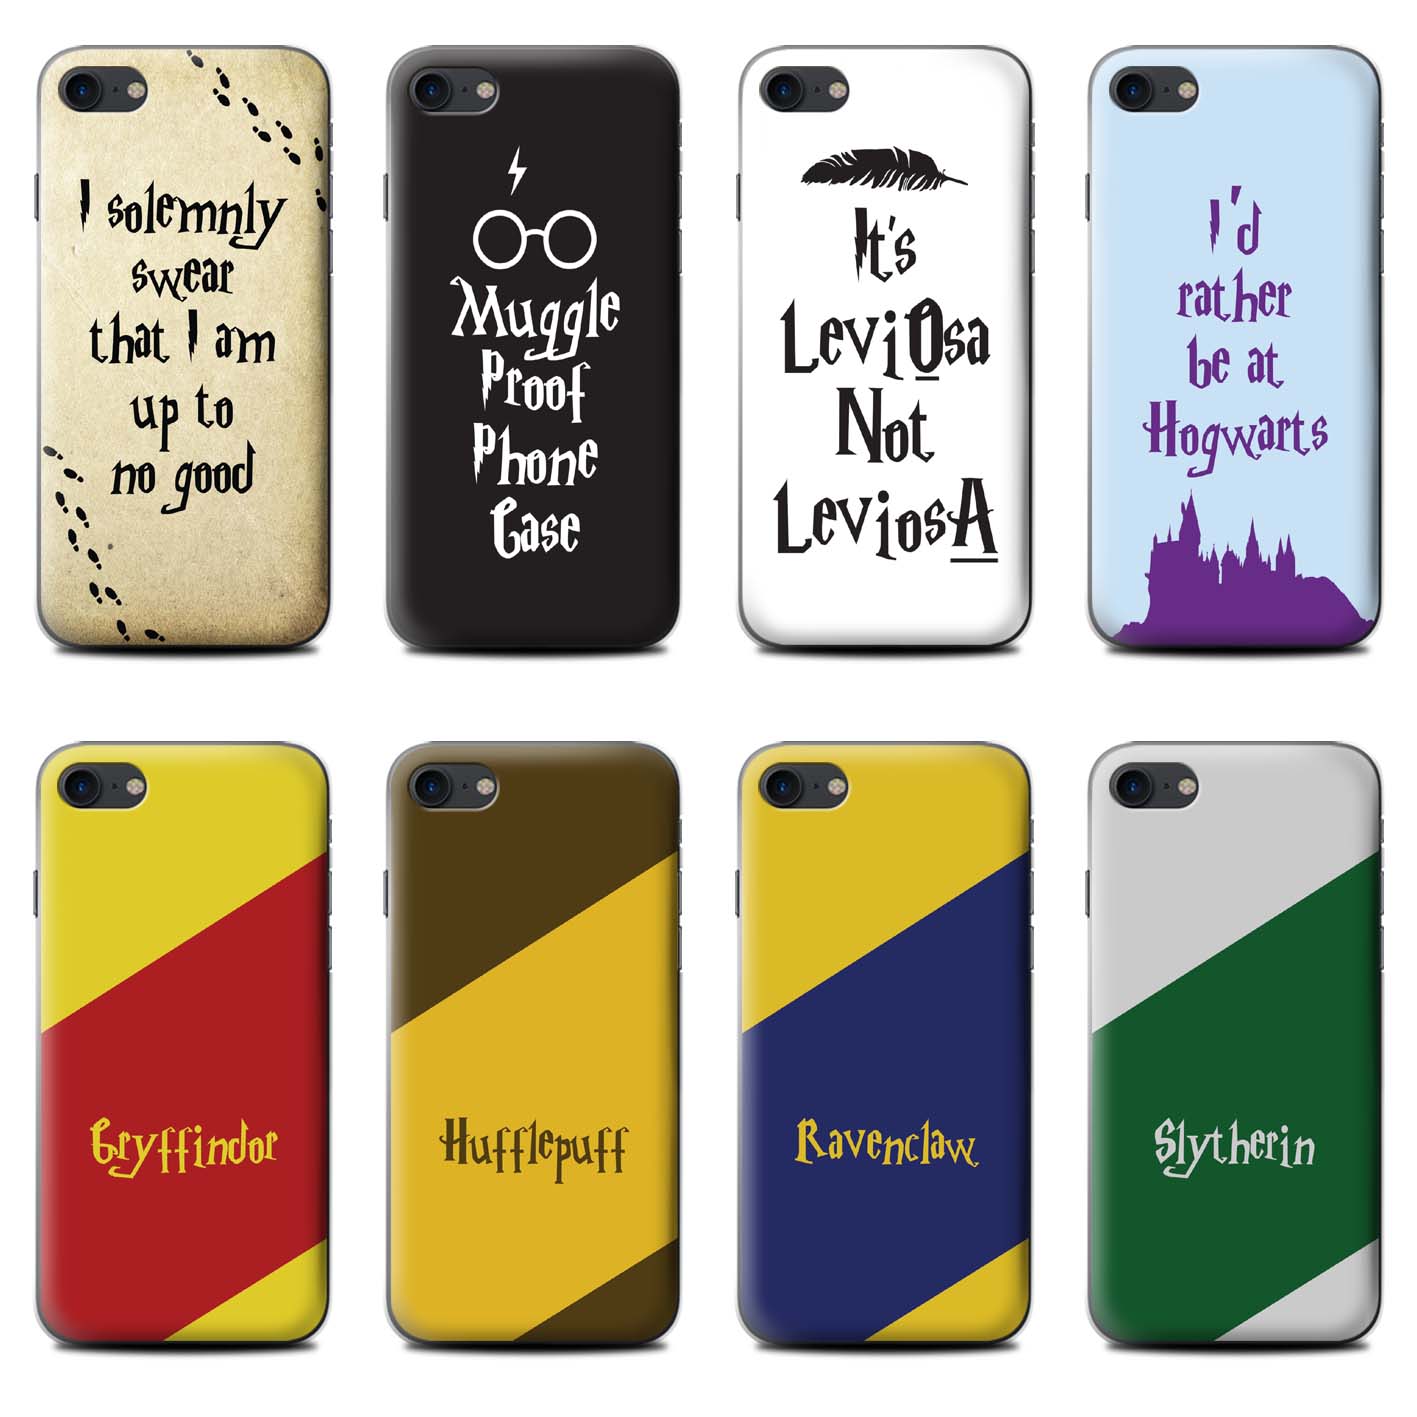 I solemnly
swear
that I am
up to
no good
Muggle
Proof
Phone
Case
It's
LeviOsa
Not
LeviosA
I'd
rather
be at
Hogwarts
Gryffindor
Hufflepuff
Ravenclaw
Slytherin